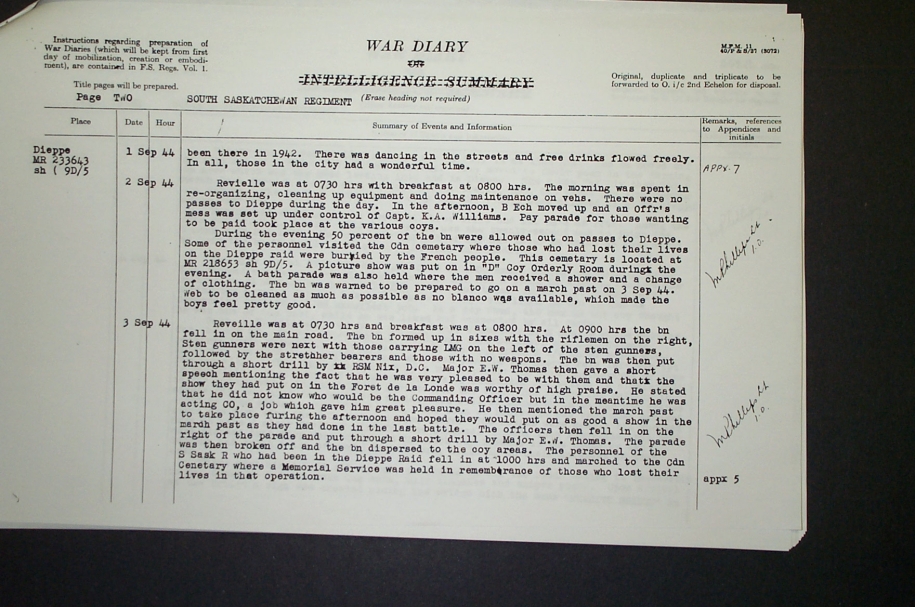 Instructions regarding preparation of
War Diaries (which will be kept from first
day of mobilization, creation or embodi-
ment), are contained in F.S. Regs. Vol. 1.
Title pages will be prepared.
WAR DIARY
OR
INTELLIGENCE SUMMARY
(Erase heading not required)
M.F.M. 11
Original, duplicate and triplicate to be
forwarded to O. i/c 2nd Echelon for disposal.
Page TWO
SOUTH SASKATCHEWAN REGIMENT
Place
Date
Hour
Summary of Events and Information
Remarks, references
to Appendices and
initials
Dieppe
MR 233643
sh ( 9D/5
1 Sep 44
been there in 1942. There was dancing in the streets and free drinks flowed freely.
In all, those in the city had a wonderful time.
APPX. 7
2 Sep 44
Revielle was at 0730 hrs with breakfast at 0800 hrs. The morning was spent in
re-organizing, cleaning up equipment and doing maintenance on vehs. There were no
passes to Dieppe during the day. In the afternoon, B Ech moved up and an Offr's
mess was set up under control of Capt. K.A. Williams. Pay parade for those wanting
to be paid took place at the various coys.
During the evening 50 percent of the bn were allowed out on passes to Dieppe.
Some of the personnel visited the Cdn cemetary where those who had lost their lives
on the Dieppe raid were burried by the French people. This cemetary is located at
MR 218653 sh 9D/5. A picture show was put on in "D" Coy Orderly Room during the
evening. A bath parade was also held where the men received a shower and a change
of clothing. The bn was warned to be prepared to go on a march past on 3 Sep 44.
Web to be cleaned as much as possible as no blanco was available, which made the
boys feel pretty good.
3 Sep 44
Reveille was at 0730 hrs and breakfast was at 0800 hrs. At 0900 hrs the bn
fell in on the main road. The bn formed up in sixes with the riflemen on the right,
Sten gunners were next with those carrying LMG on the left of the sten gunners,
followed by the stretcher bearers and those with no weapons. The bn was then put
through a short drill by xx RSM Nix, D.C. Major E.W. Thomas then gave a short
speech mentioning the fact that he was very pleased to be with them and that the
show they had put on in the Foret de la Londe was worthy of high praise. He stated
that he did not know who would be the Commanding Officer but in the meantime he was
acting CO, a job which gave him great pleasure. He then mentioned the march past
to take place furing the afternoon and hoped they would put on as good a show in the
march past as they had done in the last battle. The officers then fell in on the
right of the parade and put through a short drill by Major E.W. Thomas. The parade
was then broken off and the bn dispersed to the coy areas. The personnel of the
S Sask R who had been in the Dieppe Raid fell in at 1000 hrs and marched to the Cdn
Cenetary where a Memorial Service was held in rememberance of those who lost their
lives in that operation.
appx 5